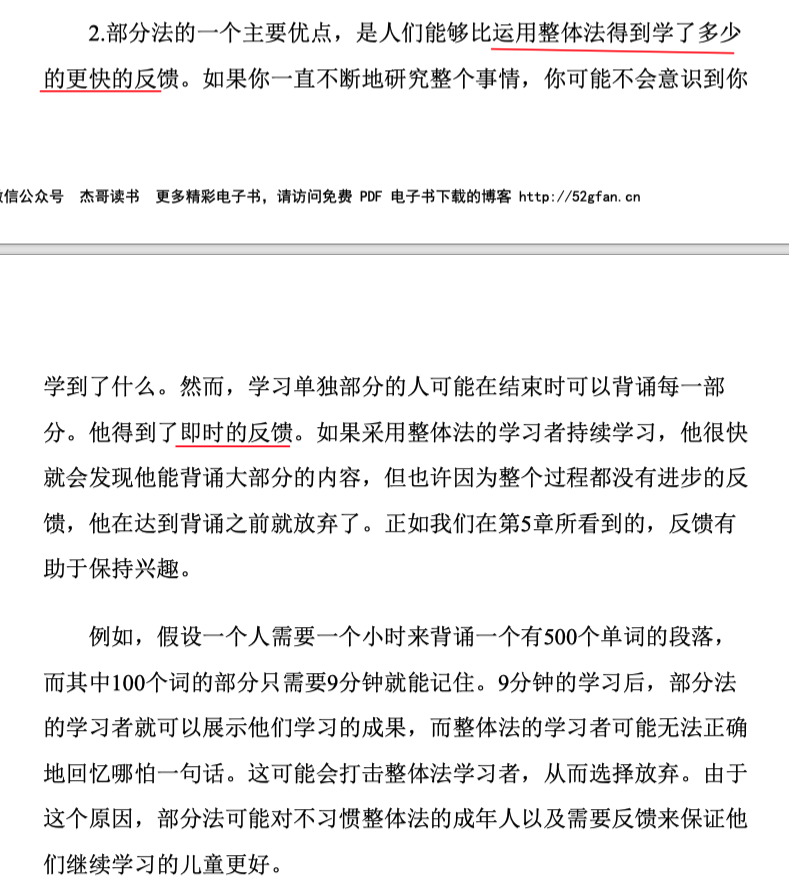 2.部分法的一个主要优点，是人们能够比运用整体法得到学了多少
的更快的反馈。如果你一直不断地研究整个事情，你可能不会意识到你
信公众号 杰哥读书 更多精彩电子书，请访问免费 PDF 电子书下载的博客 http://52gfan.cn
学到了什么。然而，学习单独部分的人可能在结束时可以背诵每一部
分。他得到了即时的反馈。如果采用整体法的学习者持续学习，他很快
就会发现他能背诵大部分的内容，但也许因为整个过程都没有进步的反
馈，他在达到背诵之前就放弃了。正如我们在第5章所看到的，反馈有
助于保持兴趣。
例如，假设一个人需要一个小时来背诵一个有500个单词的段落，
而其中100个词的部分只需要9分钟就能记住。9分钟的学习后，部分法
的学习者就可以展示他们学习的成果，而整体法的学习者可能无法正确
地回忆哪怕一句话。这可能会打击整体法学习者，从而选择放弃。由于
这个原因，部分法可能对不习惯整体法的成年人以及需要反馈来保证他
们继续学习的儿童更好。